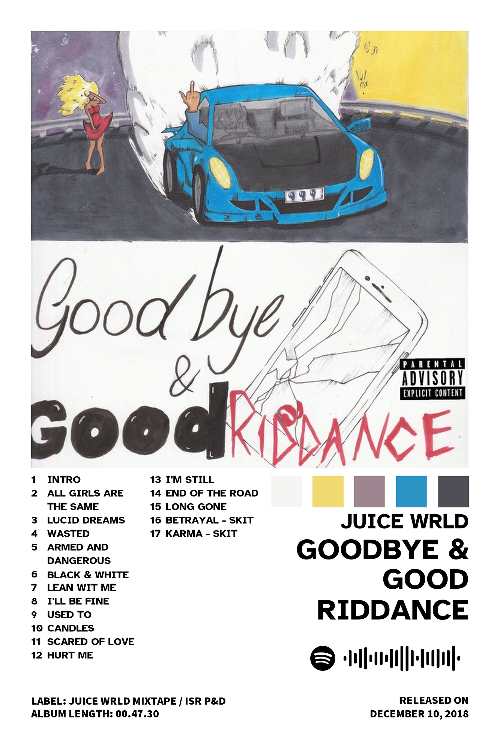 999
Good bye
&
Good RIDDANCE
PARENTAL
ADVISORY
EXPLICIT CONTENT
1 INTRO
2 ALL GIRLS ARE
THE SAME
3 LUCID DREAMS
4 WASTED
5 ARMED AND
DANGEROUS
6 BLACK & WHITE
7 LEAN WIT ME
8 I'LL BE FINE
9 USED TO
10 CANDLES
11 SCARED OF LOVE
12 HURT ME
13 I'M STILL
14 END OF THE ROAD
15 LONG GONE
16 BETRAYAL - SKIT
17 KARMA - SKIT
JUICE WRLD
GOODBYE &
GOOD
RIDDANCE
LABEL: JUICE WRLD MIXTAPE / ISR P&D
ALBUM LENGTH: 00.47.30
RELEASED ON
DECEMBER 10, 2018